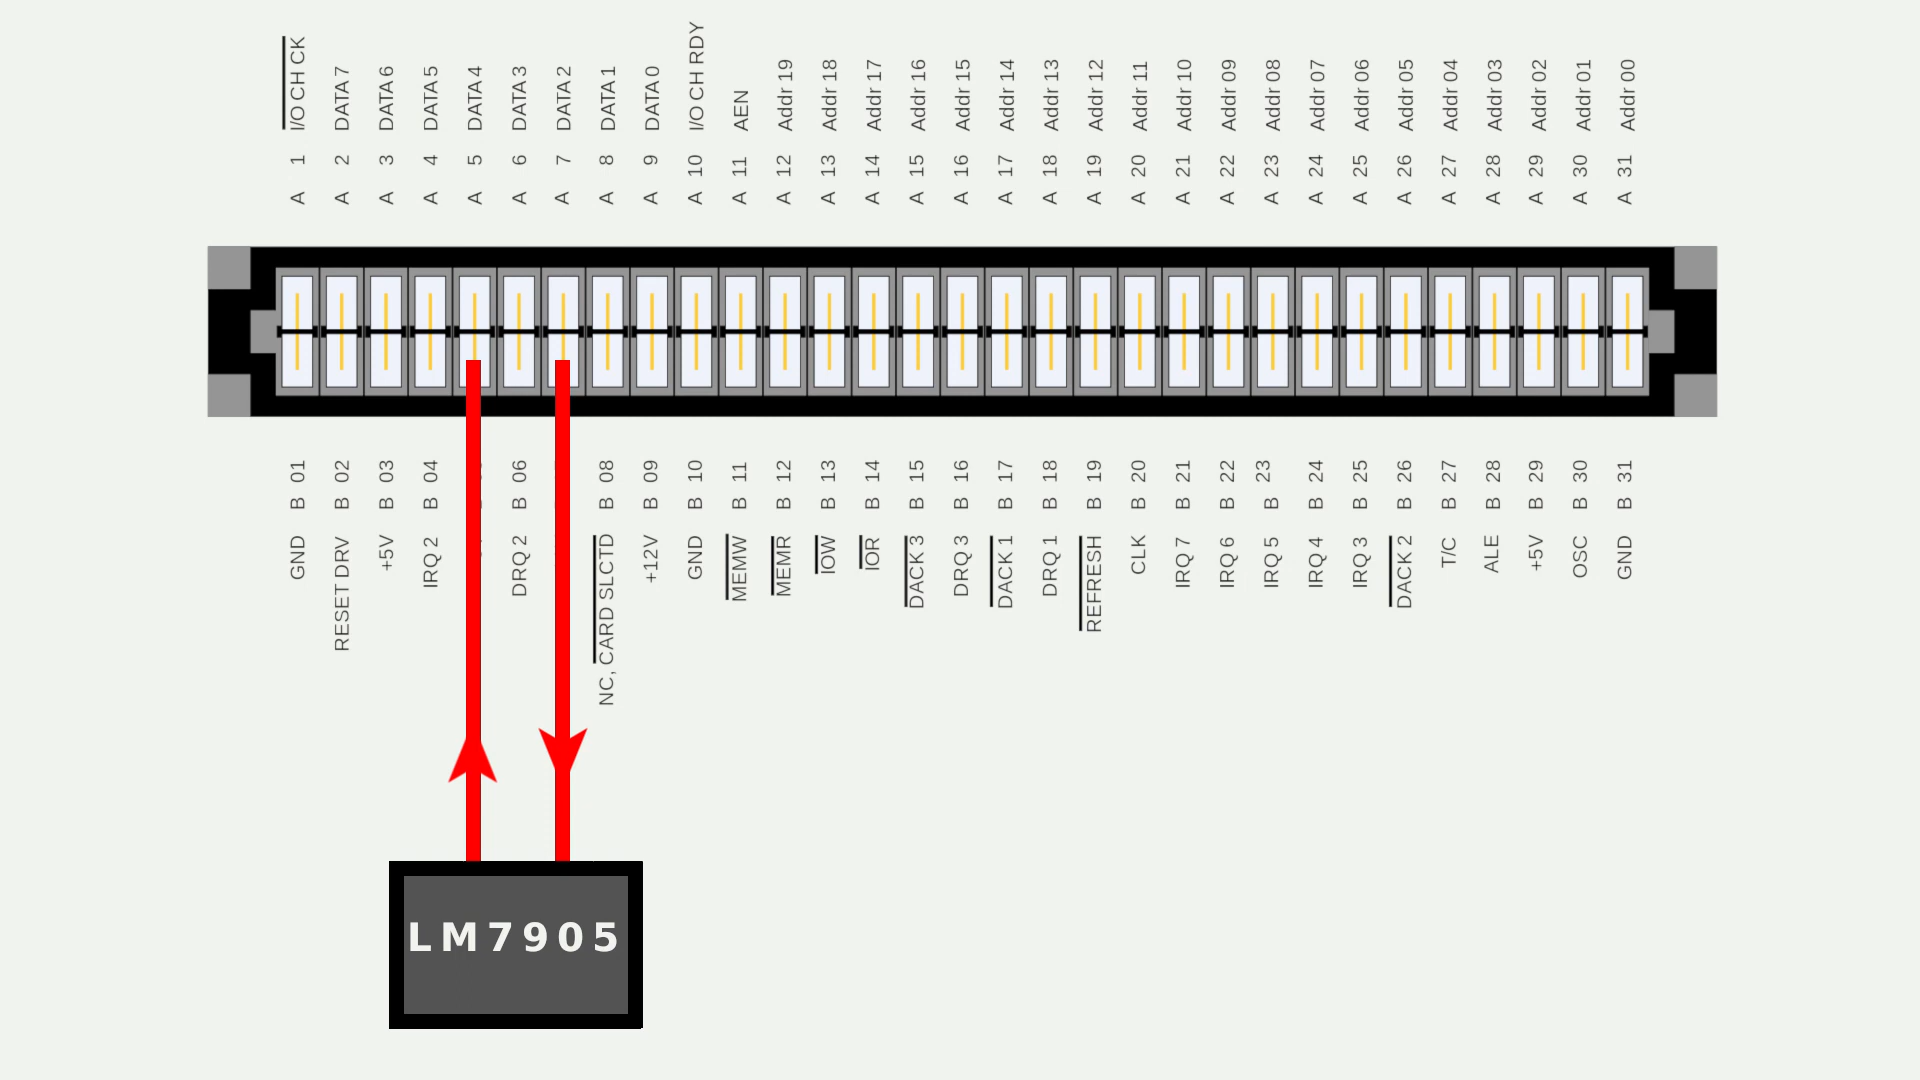 I/O CH CK
DATA 7
DATA 6
DATA 5
DATA 4
DATA 3
DATA 2
DATA 1
DATA 0
I/O CH RDY
AEN
Addr 19
Addr 18
Addr 17
Addr 16
Addr 15
Addr 14
Addr 13
Addr 12
Addr 11
Addr 10
Addr 09
Addr 08
Addr 07
Addr 06
Addr 05
Addr 04
Addr 03
Addr 02
Addr 01
Addr 00
A 1
A 2
A 3
A 4
A 5
A 6
A 7
A 8
A 9
A 10
A 11
A 12
A 13
A 14
A 15
A 16
A 17
A 18
A 19
A 20
A 21
A 22
A 23
A 24
A 25
A 26
A 27
A 28
A 29
A 30
A 31
B 01
B 02
B 03
B 04
B 06
B 08
B 09
B 10
B 11
B 12
B 13
B 14
B 15
B 16
B 17
B 18
B 19
B 20
B 21
B 22
B 23
B 24
B 25
B 26
B 27
B 28
B 29
B 30
B 31
GND
RESET DRV
+5V
IRQ 2
DRQ 2
NC, CARD SLCTD
+12V
GND
MEMW
MEMR
IOW
IOR
DACK 3
DRQ 3
DACK 1
DRQ 1
REFRESH
CLK
IRQ 7
IRQ 6
IRQ 5
IRQ 4
IRQ 3
DACK 2
T/C
ALE
+5V
OSC
GND
LM7905